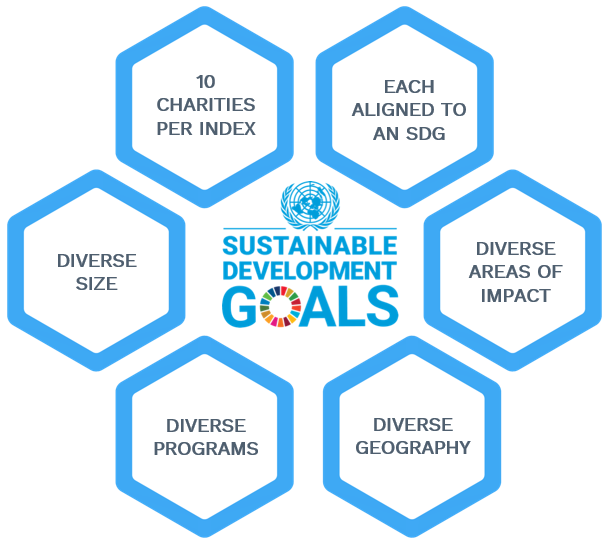 10
CHARITIES
PER INDEX
EACH
ALIGNED TO
AN SDG
DIVERSE
SIZE
SUSTAINABLE
DEVELOPMENT
GOALS
DIVERSE
AREAS OF
IMPACT
DIVERSE
PROGRAMS
DIVERSE
GEOGRAPHY